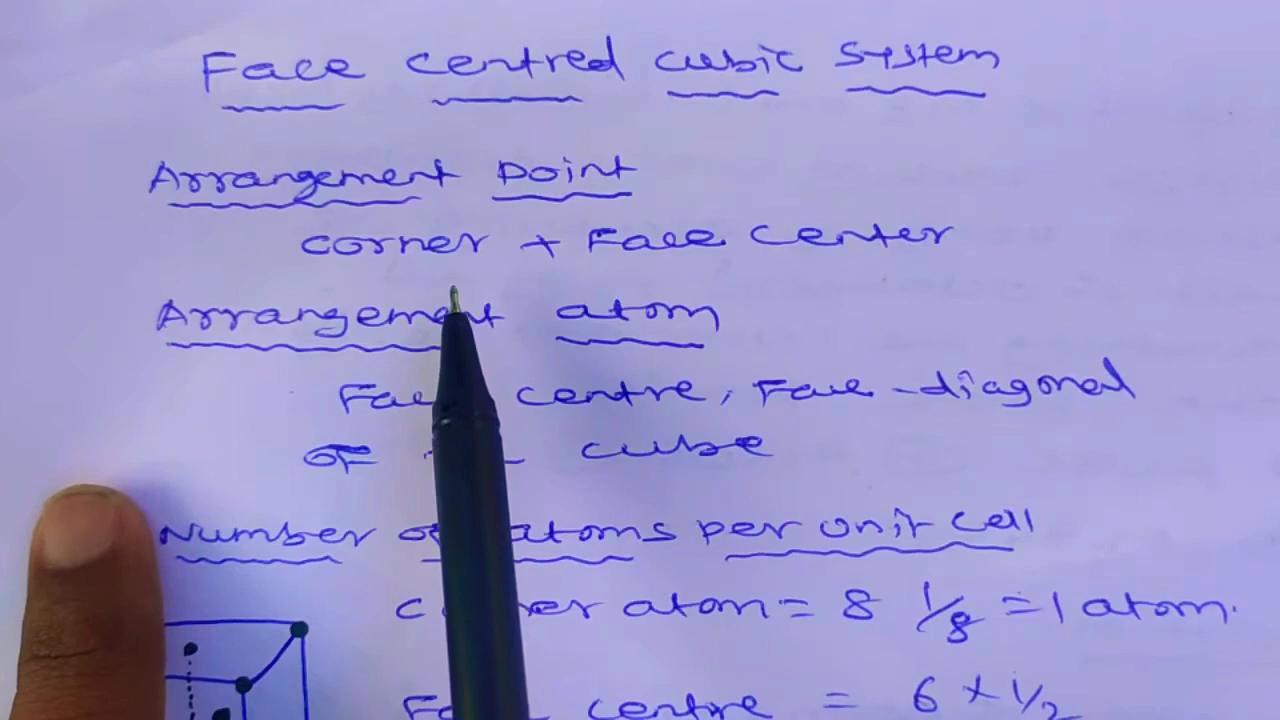 Face centred cubic system
Arrangement Point
corner + Face center
Arrangement atom
centre, Face-diagonal
OF cube
Number atoms per unit cell
atom = 8 1/8 = 1 atom.
centre = 6 × 1/2